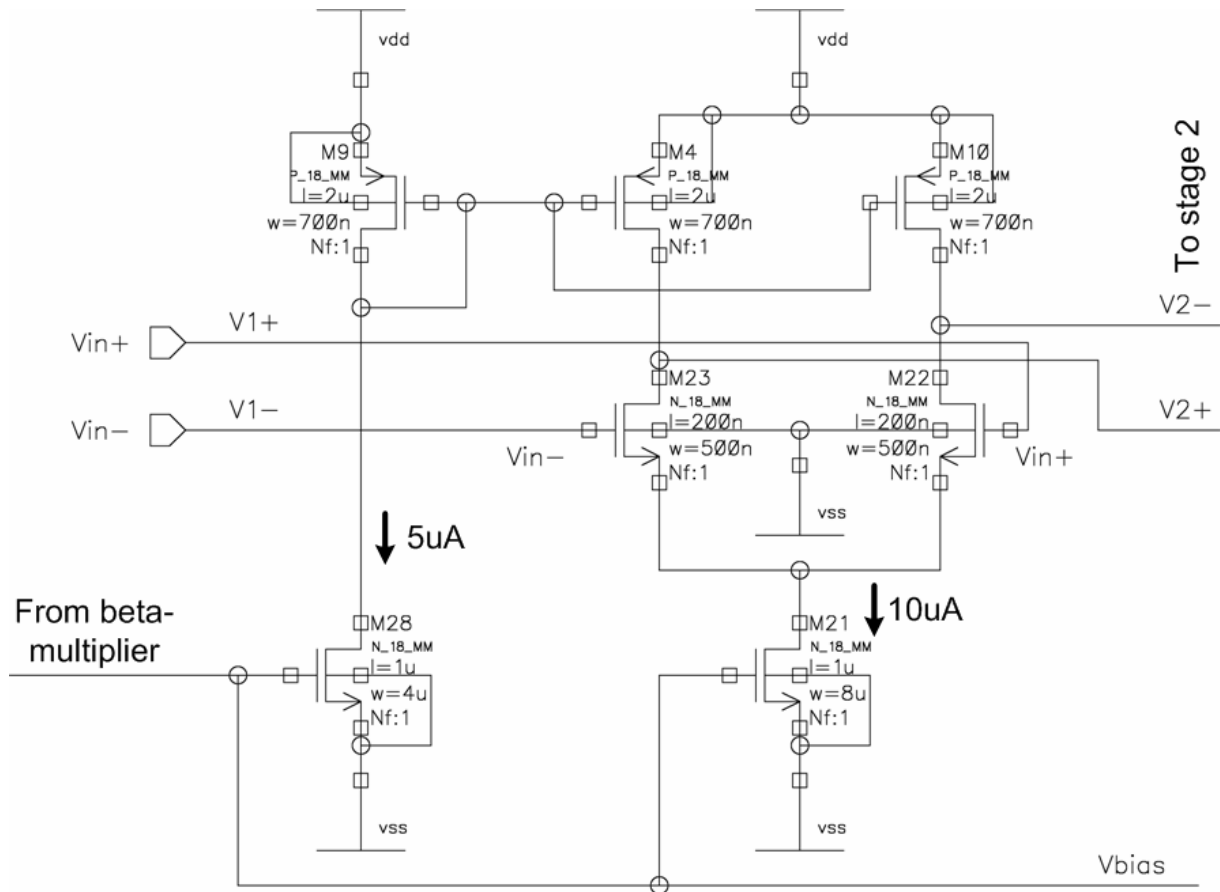 vdd
vdd
M9
P_18_MM
l=2u
w=700n
Nf:1
M4
P_18_MM
l=2u
w=700n
Nf:1
M10
P_18_MM
l=2u
w=700n
Nf:1
To stage 2
V2-
Vin+
V1+
M23
N_18_MM
l=200n
w=500n
Nf:1
M22
N_18_MM
l=200n
w=500n
Nf:1
V2+
Vin-
V1-
Vin-
Vin+
vss
5uA
10uA
From beta-
multiplier
M28
N_18_MM
l=1u
w=4u
Nf:1
M21
N_18_MM
l=1u
w=8u
Nf:1
vss
vss
Vbias